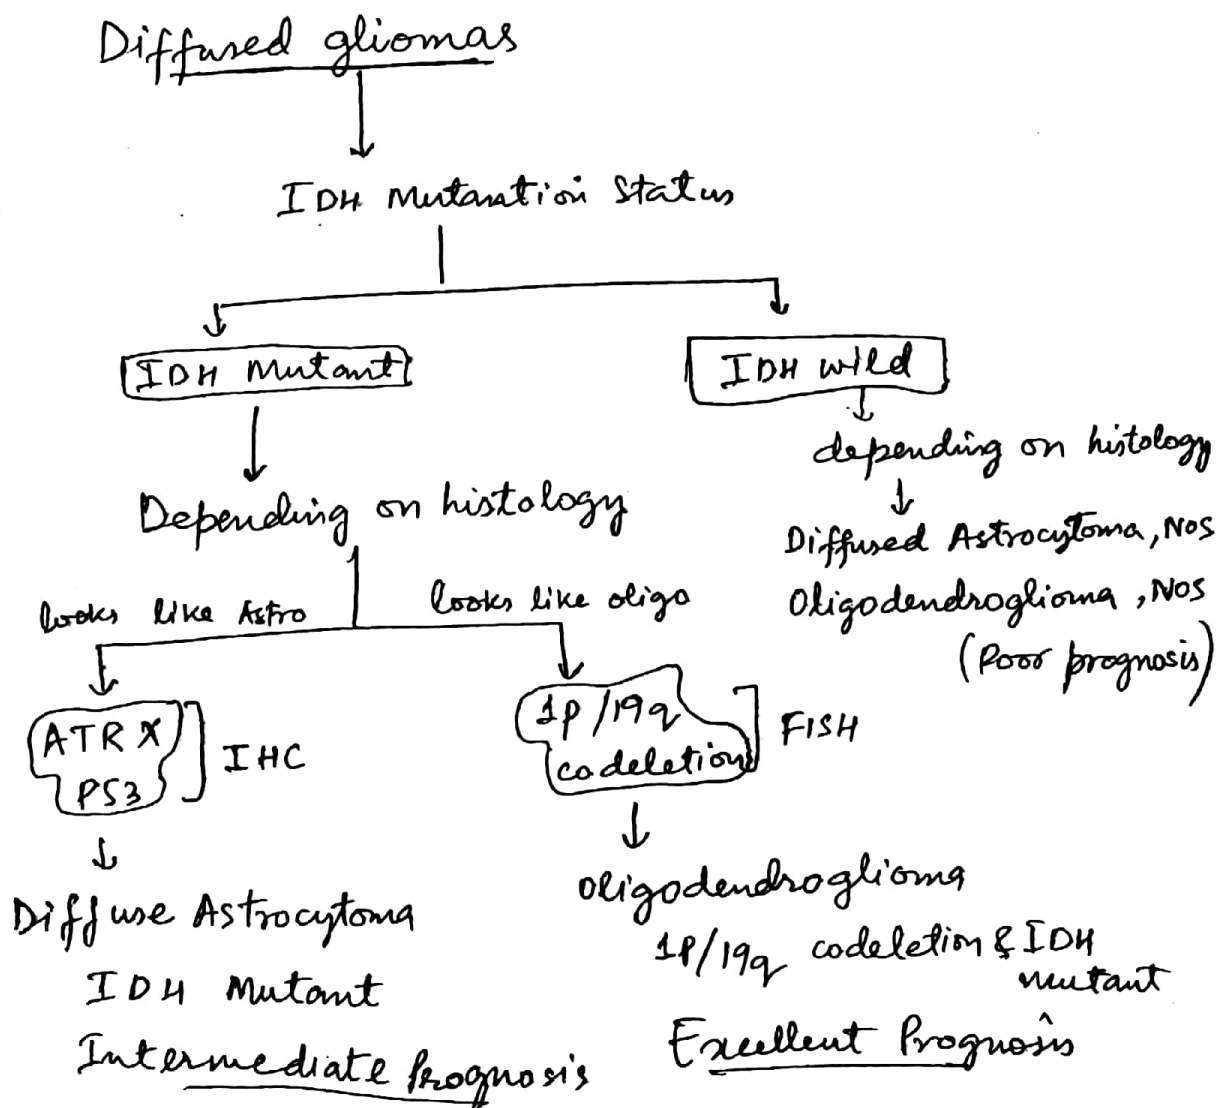 Diffused gliomas
IDH Mutantion Status
IDH Mutant
IDH wild
depending on histology
Depending on histology
Diffused Astrocytoma, NOS
looks like Astro
looks like oligo
Oligodendroglioma, NOS
(Poor prognosis)
ATR X
PS3
IHC
1p/19q
codeletion
FISH
Diffuse Astrocytoma
IDH Mutant
Intermediate Prognosis
Oligodendroglioma
1P/19q codeletion & IDH
mutant
Excellent Prognosis